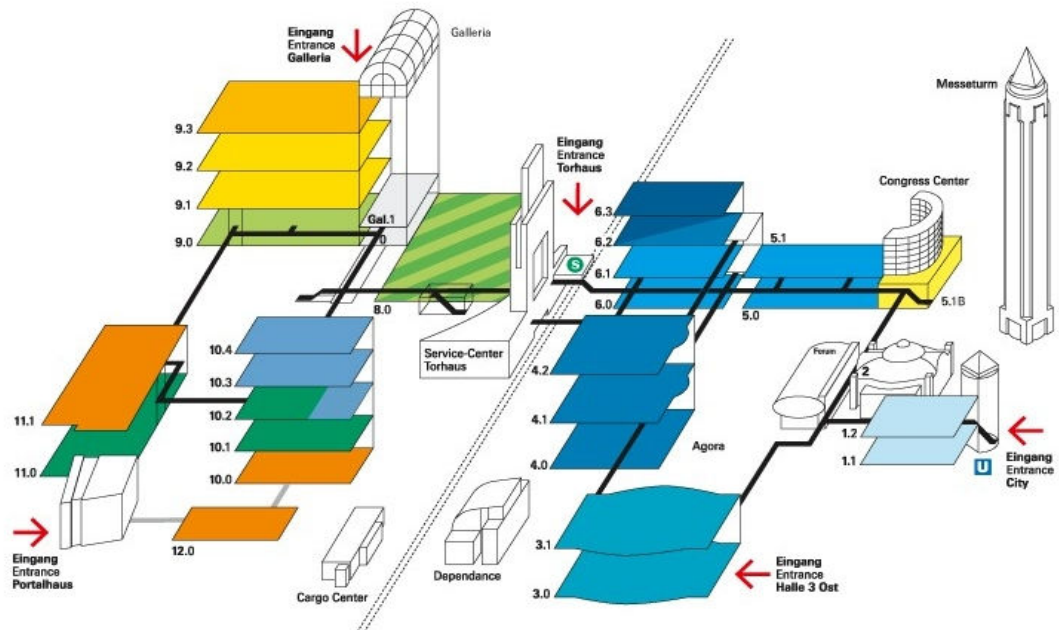 Eingang
Entrance
Galleria
Galleria
Messeturm
9.3
9.2
9.1
9.0
Gal.1
.0
Eingang
Entrance
Torhaus
S
Congress Center
6.3
6.2
6.1
6.0
5.1
5.0
5.1B
8.0
Service-Center
Torhaus
10.4
10.3
10.2
10.1
10.0
11.1
11.0
12.0
4.2
4.1
4.0
Agora
Forum
2
1.2
1.1
U
Eingang
Entrance
City
Eingang
Entrance
Portalhaus
Cargo Center
Dependance
3.1
3.0
Eingang
Entrance
Halle 3 Ost